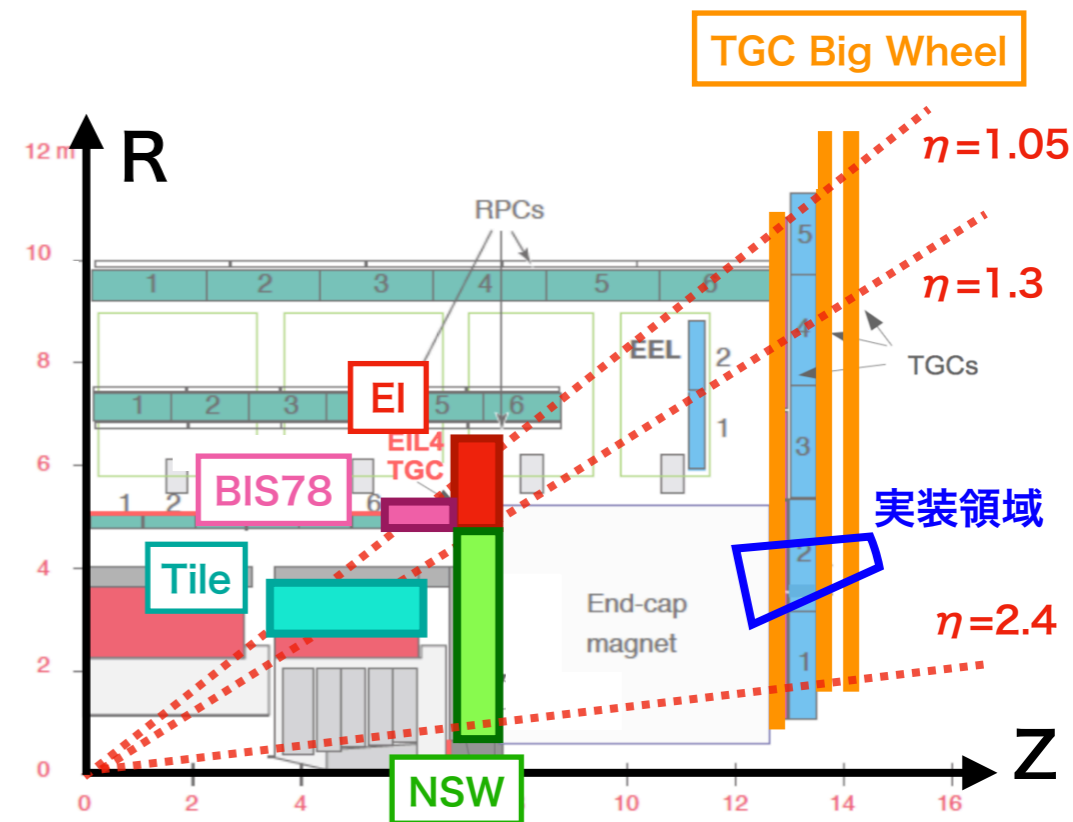 TGC Big Wheel
12 m
R
η=1.05
RPCs
5
10
1 2 3 4 5 6
η=1.3
8
EEL
2
4
TGCs
EI
1 2 3 5 6
1
EIL4
TGC
3
6
BIS78
1 2 6
実装領域
4
Tile
2
End-cap
magnet
η=2.4
2
1
0
NSW
Z
0 2 4 10 12 14 16